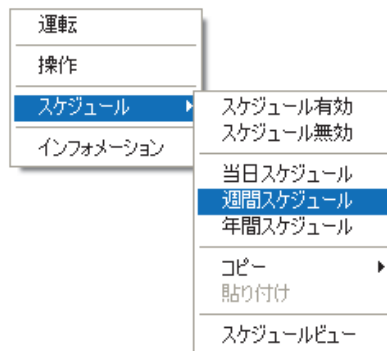 運転
操作
スケジュール
インフォメーション
スケジュール有効
スケジュール無効
当日スケジュール
週間スケジュール
年間スケジュール
コピー
貼り付け
スケジュールビュー